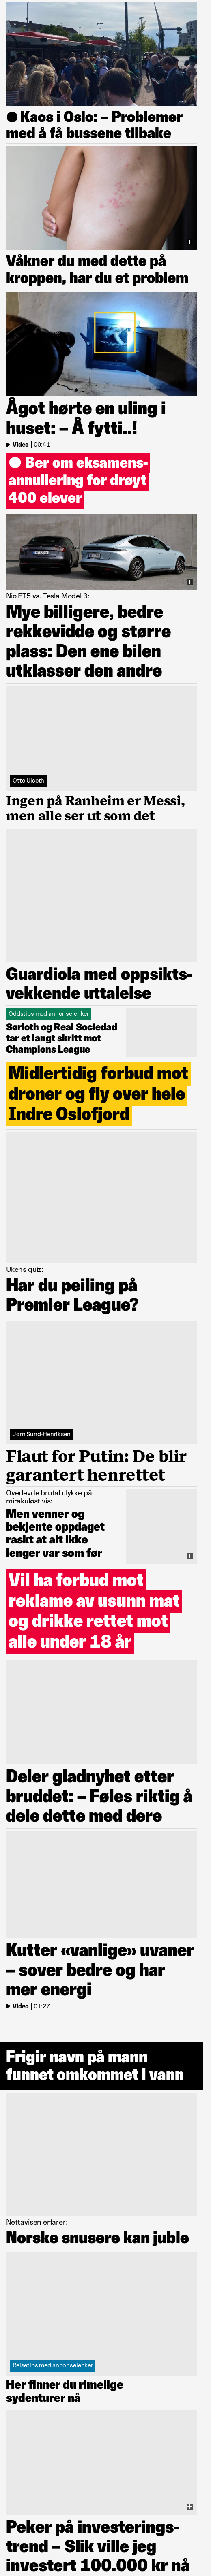 Kaos i Oslo: – Problemer
med å få bussene tilbake
Våkner du med dette på
kroppen, har du et problem
Ågot hørte en uling i
huset: – Å fytti..!
Video | 00:41
Ber om eksamens-
annullering for drøyt
400 elever
Nio ET5 vs. Tesla Model 3:
Mye billigere, bedre
rekkevidde og større
plass: Den ene bilen
utklasser den andre
Otto Ulseth
Ingen på Ranheim er Messi,
men alle ser ut som det
Guardiola med oppsikts-
vekkende uttalelse
Oddstips med annonselenker
Sørloth og Real Sociedad
tar et langt skritt mot
Champions League
Midlertidig forbud mot
droner og fly over hele
Indre Oslofjord
Ukens quiz:
Har du peiling på
Premier League?
Jørn Sund-Henriksen
Flaut for Putin: De blir
garantert henrettet
Overlevde brutal ulykke på
mirakuløst vis:
Men venner og
bekjente oppdaget
raskt at alt ikke
lenger var som før
Vil ha forbud mot
reklame av usunn mat
og drikke rettet mot
alle under 18 år
Deler gladnyhet etter
bruddet: – Føles riktig å
dele dette med dere
Kutter «vanlige» uvaner
– sover bedre og har
mer energi
Video | 01:27
Frigir navn på mann
funnet omkommet i vann
Nettavisen erfarer:
Norske snusere kan juble
Reisetips med annonselenker
Her finner du rimelige
sydenturer nå
Peker på investerings-
trend – Slik ville jeg
investert 100.000 kr nå